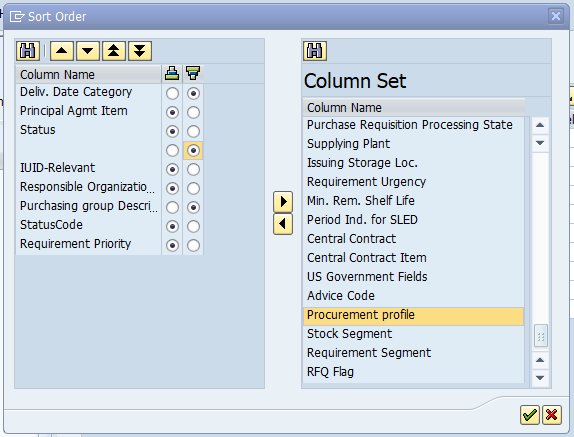 Sort Order
Column Name
Deliv. Date Category
Principal Agmt Item
Status
IUID-Relevant
Responsible Organizatio...
Purchasing group Descri...
StatusCode
Requirement Priority
Column Set
Column Name
Purchase Requisition Processing State
Supplying Plant
Issuing Storage Loc.
Requirement Urgency
Min. Rem. Shelf Life
Period Ind. for SLED
Central Contract
Central Contract Item
US Government Fields
Advice Code
Procurement profile
Stock Segment
Requirement Segment
RFQ Flag